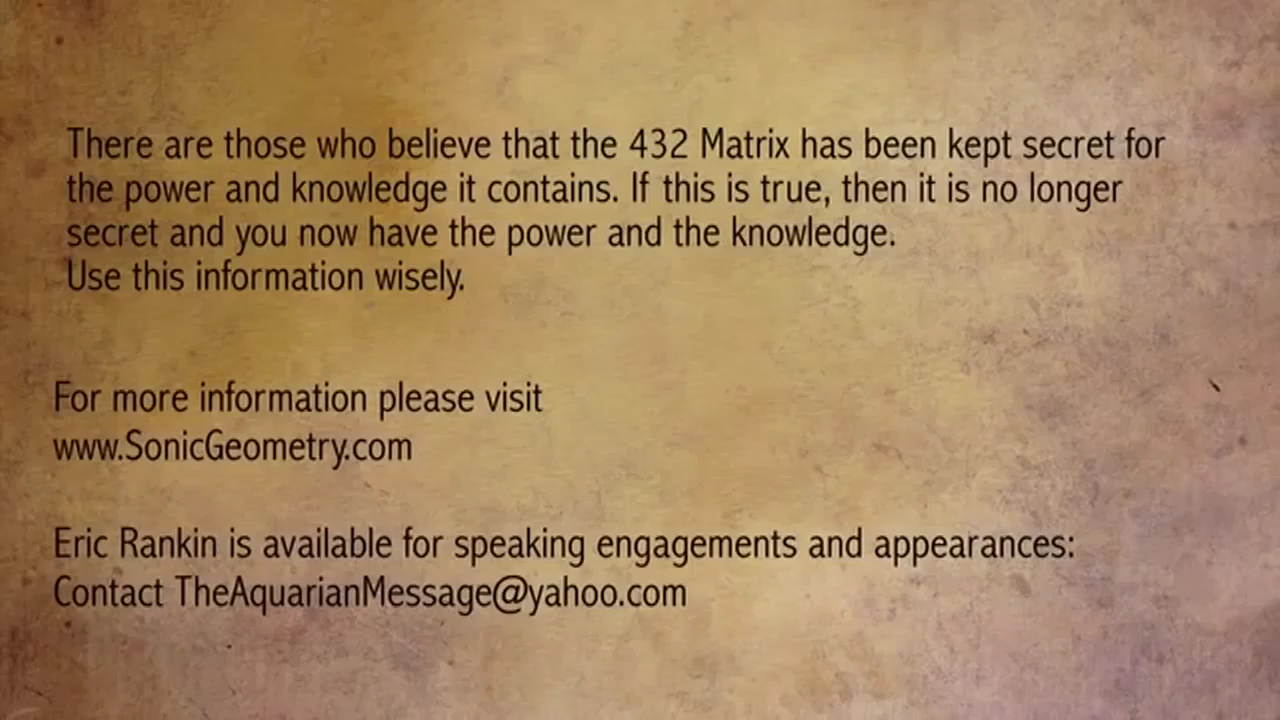 There are those who believe that the 432 Matrix has been kept secret for
the power and knowledge it contains. If this is true, then it is no longer
secret and you now have the power and the knowledge.
Use this information wisely.
For more information please visit
www.SonicGeometry.com
Eric Rankin is available for speaking engagements and appearances:
Contact TheAquarianMessage@yahoo.com